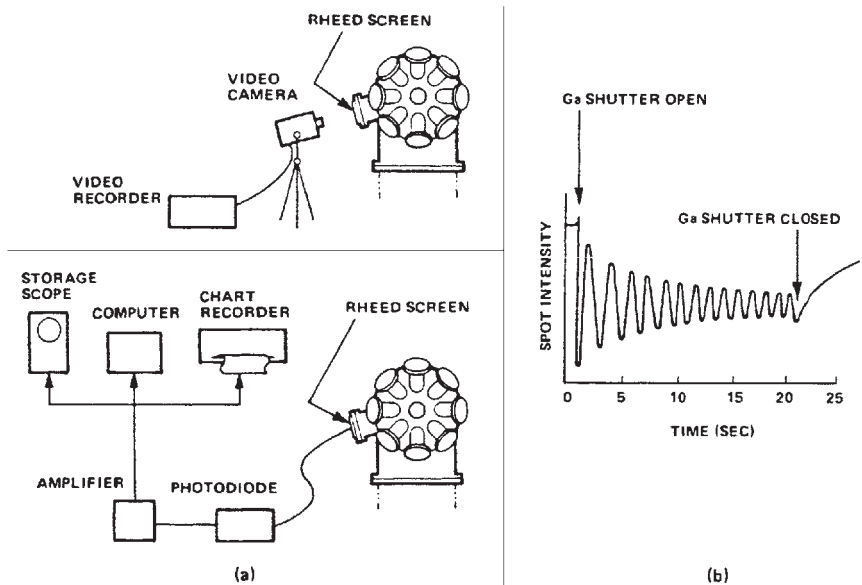 RHEED SCREEN
VIDEO
CAMERA
VIDEO
RECORDER
STORAGE
SCOPE
COMPUTER
CHART
RECORDER
RHEED SCREEN
AMPLIFIER
PHOTODIODE
(a)
Ga SHUTTER OPEN
Ga SHUTTER CLOSED
SPOT INTENSITY
0 5 10 15 20 25
TIME (SEC)
(b)